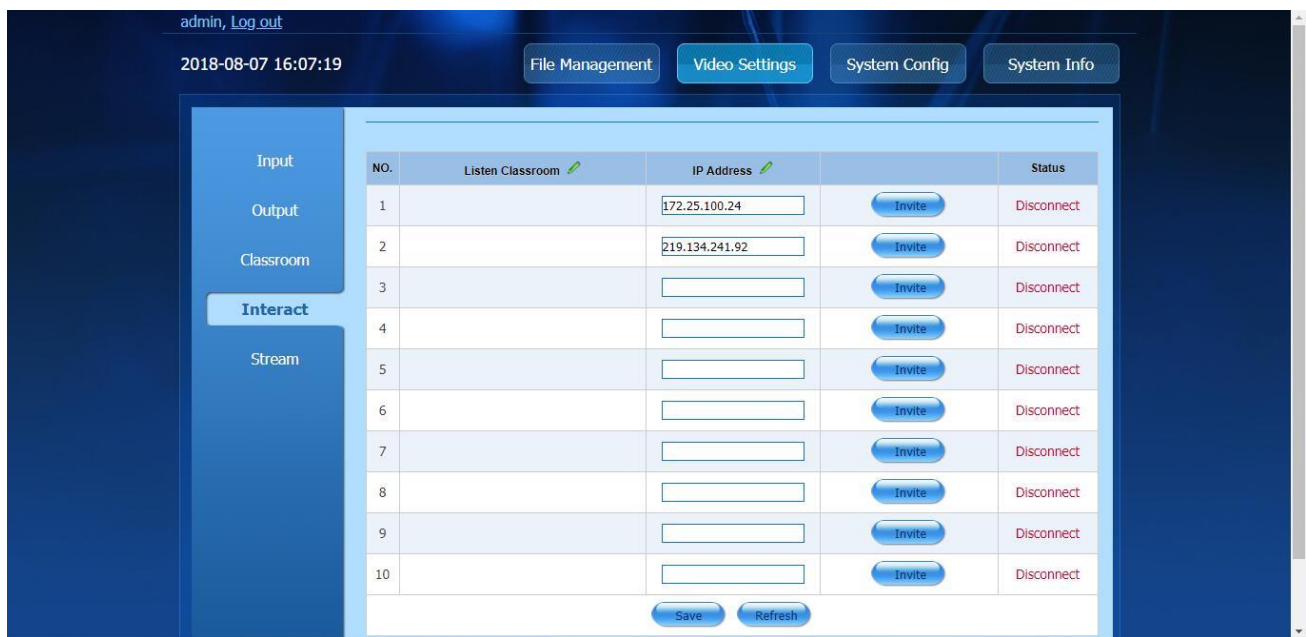 admin, Log out
2018-08-07 16:07:19 File Management Video Settings System Config System Info
Input
Output
Classroom
Interact
Stream
NO. Listen Classroom IP Address Status
1 172.25.100.24 Invite Disconnect
2 219.134.241.92 Invite Disconnect
3 Invite Disconnect
4 Invite Disconnect
5 Invite Disconnect
6 Invite Disconnect
7 Invite Disconnect
8 Invite Disconnect
9 Invite Disconnect
10 Invite Disconnect
Save Refresh